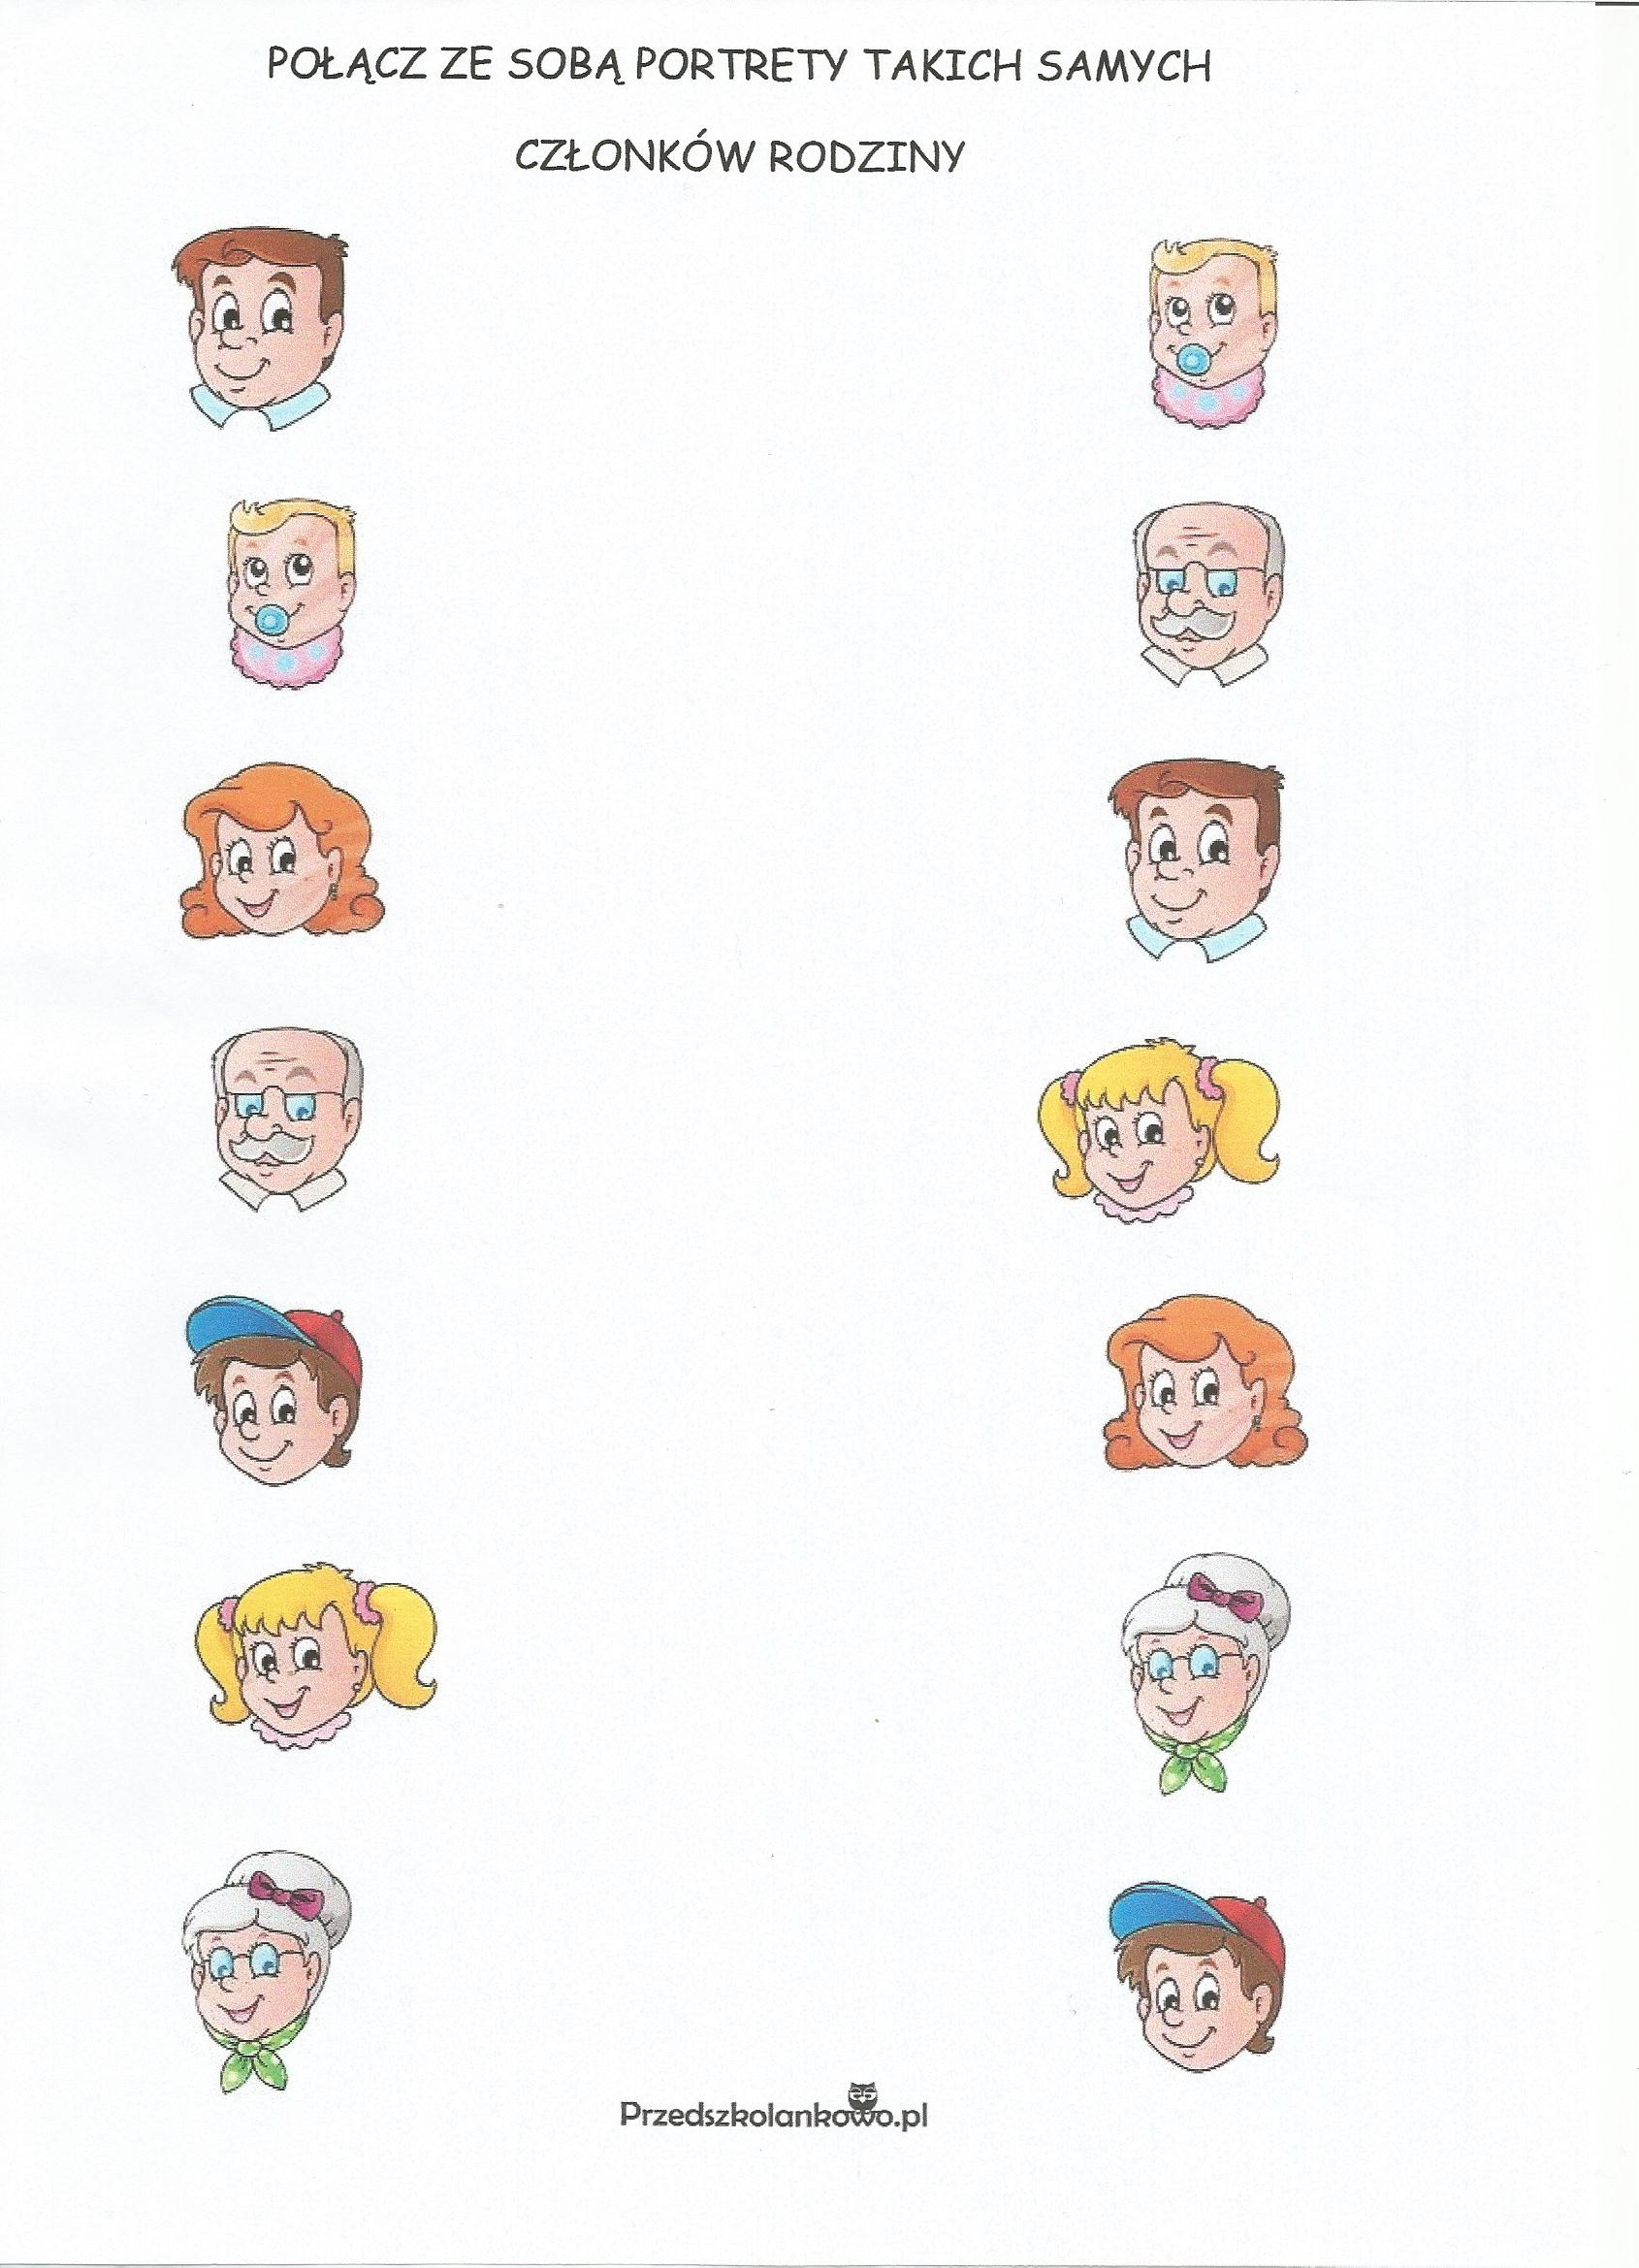 POŁĄCZ ZE SOBĄ PORTRETY TAKICH SAMYCH
CZŁONKÓW RODZINY
Przedszkolankowo.pl